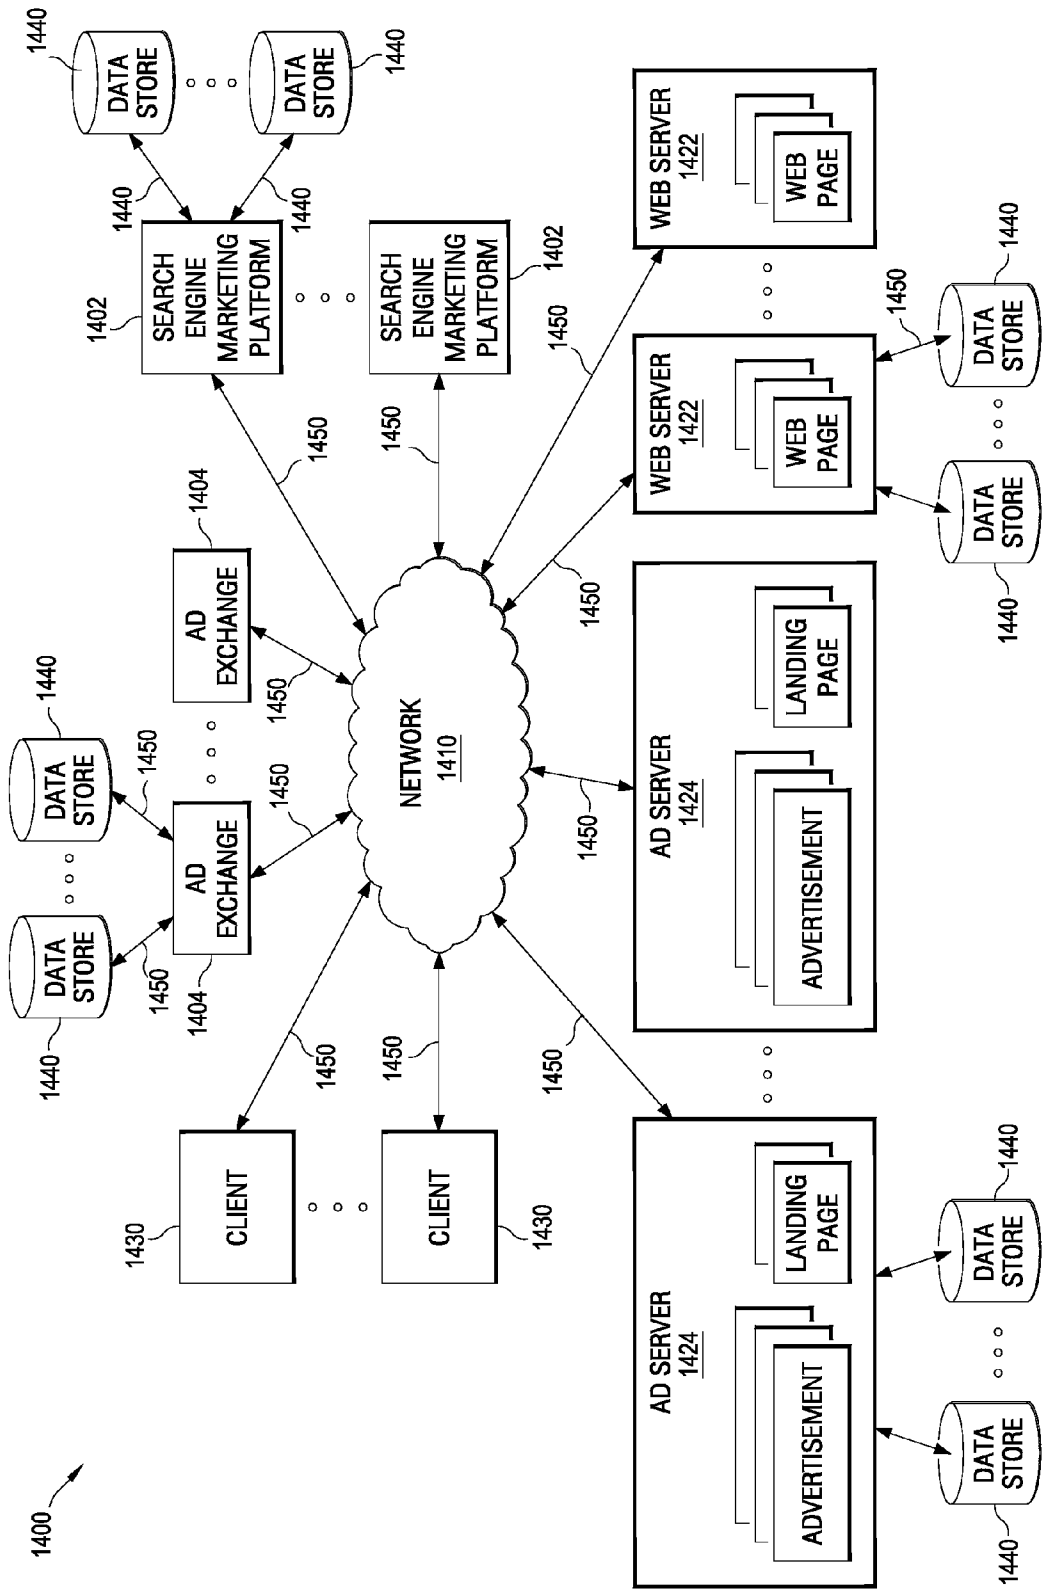 1400
1430
CLIENT
CLIENT
1430
1450
1450
1440
DATA
STORE
DATA
STORE
1440
1450
1450
1404
AD
EXCHANGE
AD
EXCHANGE
1404
1450
1450
NETWORK
1410
1450
1450
1402
SEARCH
ENGINE
MARKETING
PLATFORM
SEARCH
ENGINE
MARKETING
PLATFORM
1402
1440
1440
1440
DATA
STORE
DATA
STORE
1440
1450
1450
1450
1450
AD SERVER
1424
ADVERTISEMENT
LANDING
PAGE
AD SERVER
1424
ADVERTISEMENT
LANDING
PAGE
WEB SERVER
1422
WEB
PAGE
WEB SERVER
1422
WEB
PAGE
1440
DATA
STORE
DATA
STORE
1440
1440
DATA
STORE
DATA
STORE
1440
1450